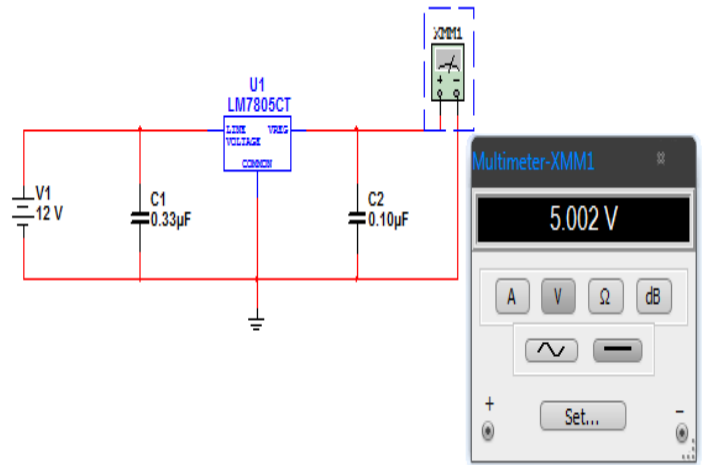 XMM1
U1
LM7805CT
LINE VREG
VOLTAGE
COMMON
V1
12 V
C1
0.33µF
C2
0.10µF
Multimeter-XMM1
5.002 V
A V Ω dB
Set...
+ −